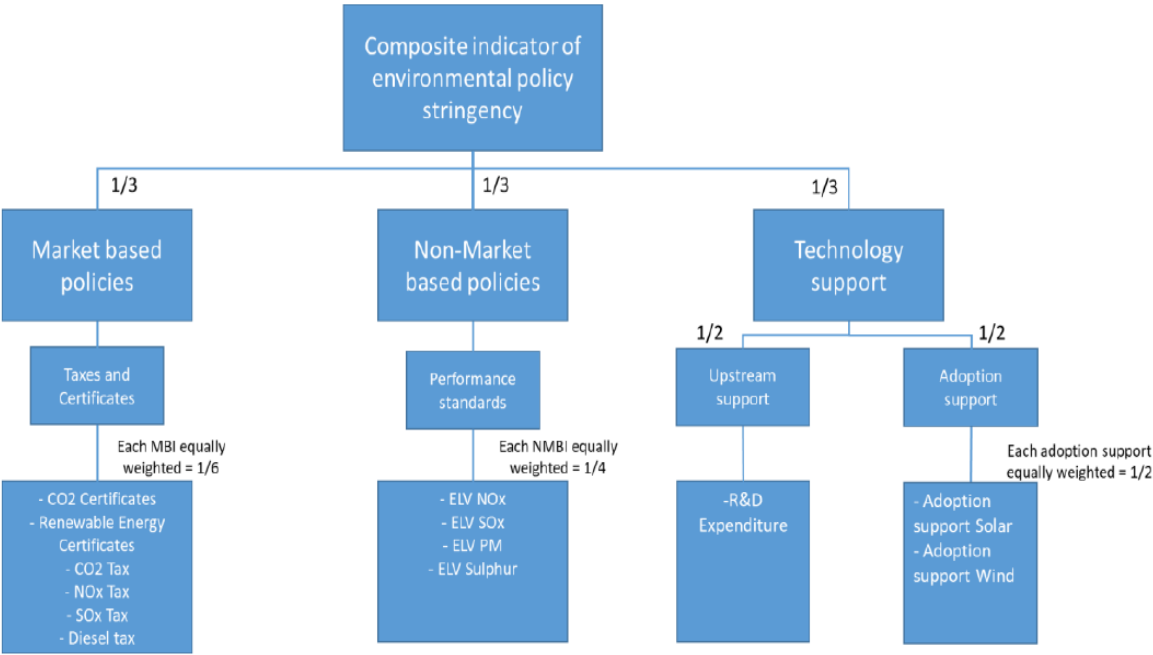 Composite indicator of
environmental policy
stringency
1/3
1/3
1/3
Market based
policies
Non-Market
based policies
Technology
support
1/2
1/2
Taxes and
Certificates
Performance
standards
Upstream
support
Adoption
support
Each MBI equally
weighted = 1/6
Each NMBI equally
weighted = 1/4
Each adoption support
equally weighted = 1/2
- CO2 Certificates
- Renewable Energy
Certificates
- CO2 Tax
- NOx Tax
- SOx Tax
- Diesel tax
- ELV NOx
- ELV SOx
- ELV PM
- ELV Sulphur
-R&D
Expenditure
- Adoption
support Solar
- Adoption
support Wind